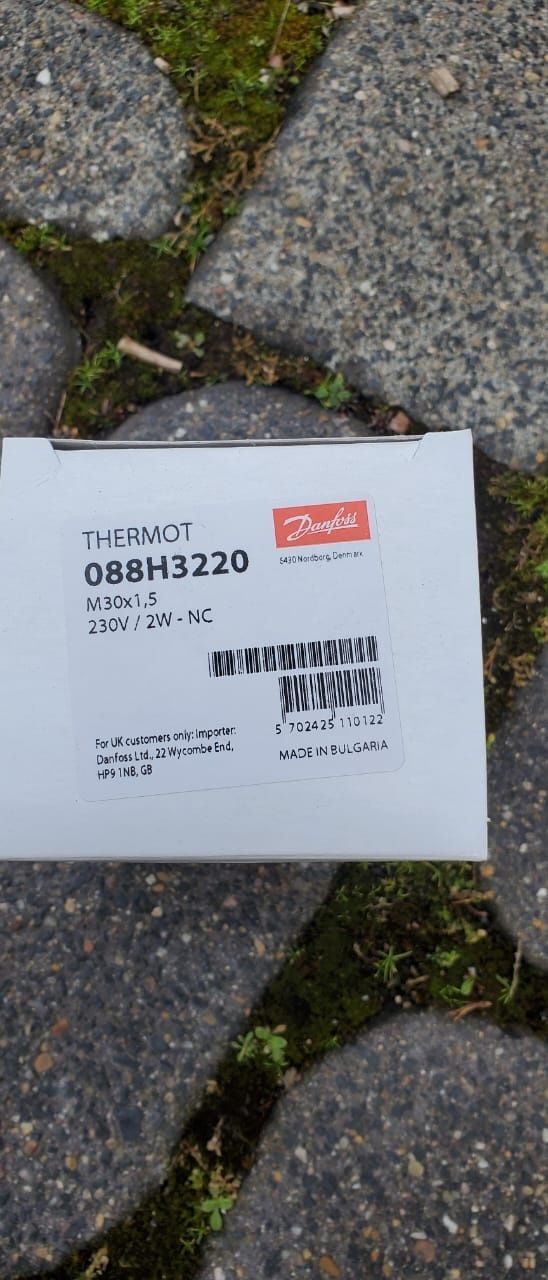 THERMOT
088H3220
M30x1,5
230V / 2W - NC
Danfoss
6430 Nordborg, Denmark
5 702425 110122
MADE IN BULGARIA
For UK customers only: Importer:
Danfoss Ltd., 22 Wycombe End,
HP9 1NB, GB